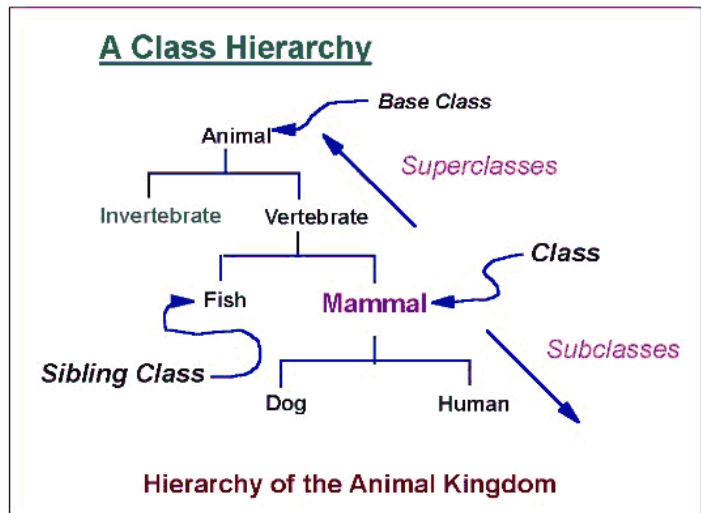 A Class Hierarchy
Base Class
Animal
Superclasses
Invertebrate
Vertebrate
Class
Fish
Mammal
Subclasses
Sibling Class
Dog
Human
Hierarchy of the Animal Kingdom